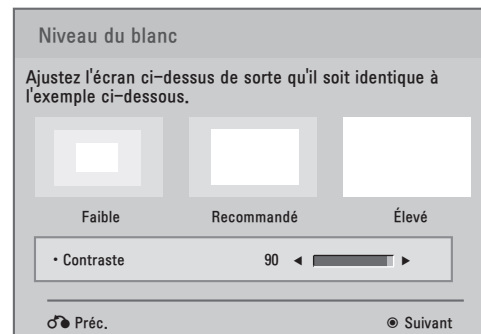 Niveau du blanc
Ajustez l'écran ci-dessus de sorte qu'il soit identique à
l'exemple ci-dessous.
Faible Recommandé Élevé
• Contraste 90 ◄ ►
Préc. ◉ Suivant